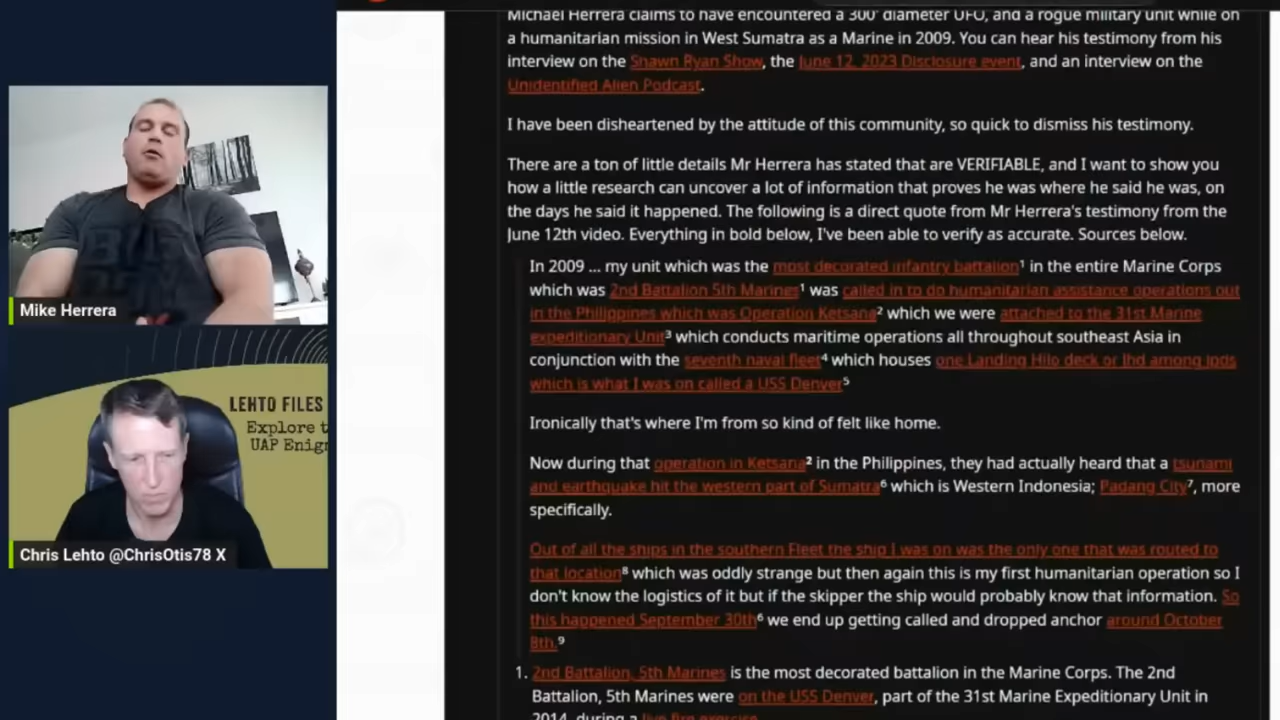 Mike Herrera
LEHTO FILES
Explore t
UAP Enigr
Chris Lehto @ChrisOtis78 X
Michael Herrera claims to have encountered a 300' diameter UFO, and a rogue military unit while on
a humanitarian mission in West Sumatra as a Marine in 2009. You can hear his testimony from his
interview on the Shawn Ryan Show, the June 12, 2023 Disclosure event, and an interview on the
Unidentified Alien Podcast.
I have been disheartened by the attitude of this community, so quick to dismiss his testimony.
There are a ton of little details Mr Herrera has stated that are VERIFIABLE, and I want to show you
how a little research can uncover a lot of information that proves he was where he said he was, on
the days he said it happened. The following is a direct quote from Mr Herrera's testimony from the
June 12th video. Everything in bold below, I've been able to verify as accurate. Sources below.
In 2009 ... my unit which was the most decorated infantry battalion¹ in the entire Marine Corps
which was 2nd Battalion 5th Marines¹ was called in to do humanitarian assistance operations out
in the Philippines which was Operation Ketsana² which we were attached to the 31st Marine
expeditionary Unit³ which conducts maritime operations all throughout southeast Asia in
conjunction with the seventh naval fleet⁴ which houses one Landing Hilo deck or lhd among lpds
which is what I was on called a USS Denver⁵
Ironically that's where I'm from so kind of felt like home.
Now during that operation in Ketsana² in the Philippines, they had actually heard that a tsunami
and earthquake hit the western part of Sumatra⁶ which is Western Indonesia; Padang City⁷, more
specifically.
Out of all the ships in the southern Fleet the ship I was on was the only one that was routed to
that location⁸ which was oddly strange but then again this is my first humanitarian operation so I
don't know the logistics of it but if the skipper the ship would probably know that information. So
this happened September 30th⁶ we end up getting called and dropped anchor around October
8th.⁹
1. 2nd Battalion, 5th Marines is the most decorated battalion in the Marine Corps. The 2nd
Battalion, 5th Marines were on the USS Denver, part of the 31st Marine Expeditionary Unit in
2014, during a live fire exercise.